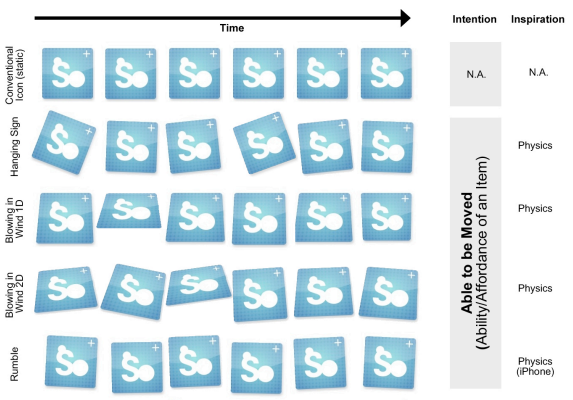 Time
Intention
Inspiration
Conventional
Icon (static)
N.A.
N.A.
Hanging Sign
Physics
Blowing in
Wind 1D
Physics
Able to be Moved
(Ability/Affordance of an Item)
Blowing in
Wind 2D
Physics
Rumble
Physics
(iPhone)